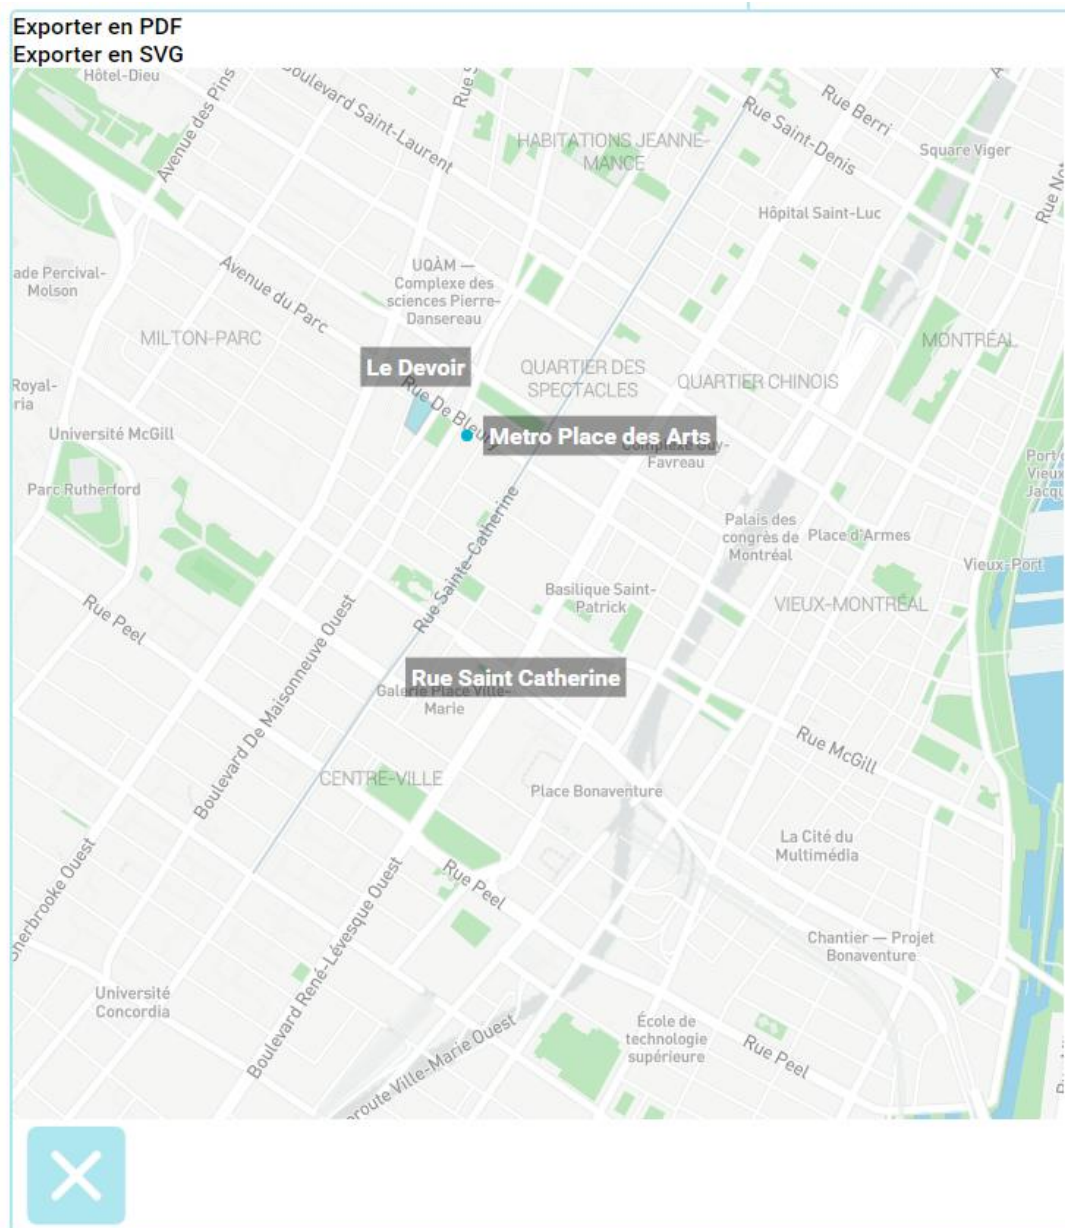 Exporter en PDF
Exporter en SVG
Hôtel-Dieu
Avenue des Pins
Boulevard Saint-Laurent
Rue Berri
Rue Saint-Denis
HABITATIONS JEANNE-
MANCE
Square Viger
Hôpital Saint-Luc
UQÀM —
Complexe des
sciences Pierre-
Dansereau
Avenue du Parc
Molson
MILTON-PARC
MONTRÉAL
Le Devoir
QUARTIER DES
SPECTACLES
QUARTIER CHINOIS
Rue De Bleury
Université McGill
Metro Place des Arts
Favreau
Parc Rutherford
Palais des
congrès de
Montréal
Place d'Armes
Vieux-Port
Rue Sainte-Catherine
Basilique Saint-
Patrick
VIEUX-MONTRÉAL
Rue Peel
Boulevard De Maisonneuve Ouest
Rue Saint Catherine
Galerie Place Ville-
Marie
Rue McGill
CENTRE-VILLE
Place Bonaventure
La Cité du
Multimédia
Rue Peel
Boulevard René-Lévesque Ouest
Chantier — Projet
Bonaventure
Université
Concordia
École de
technologie
supérieure
Rue Peel